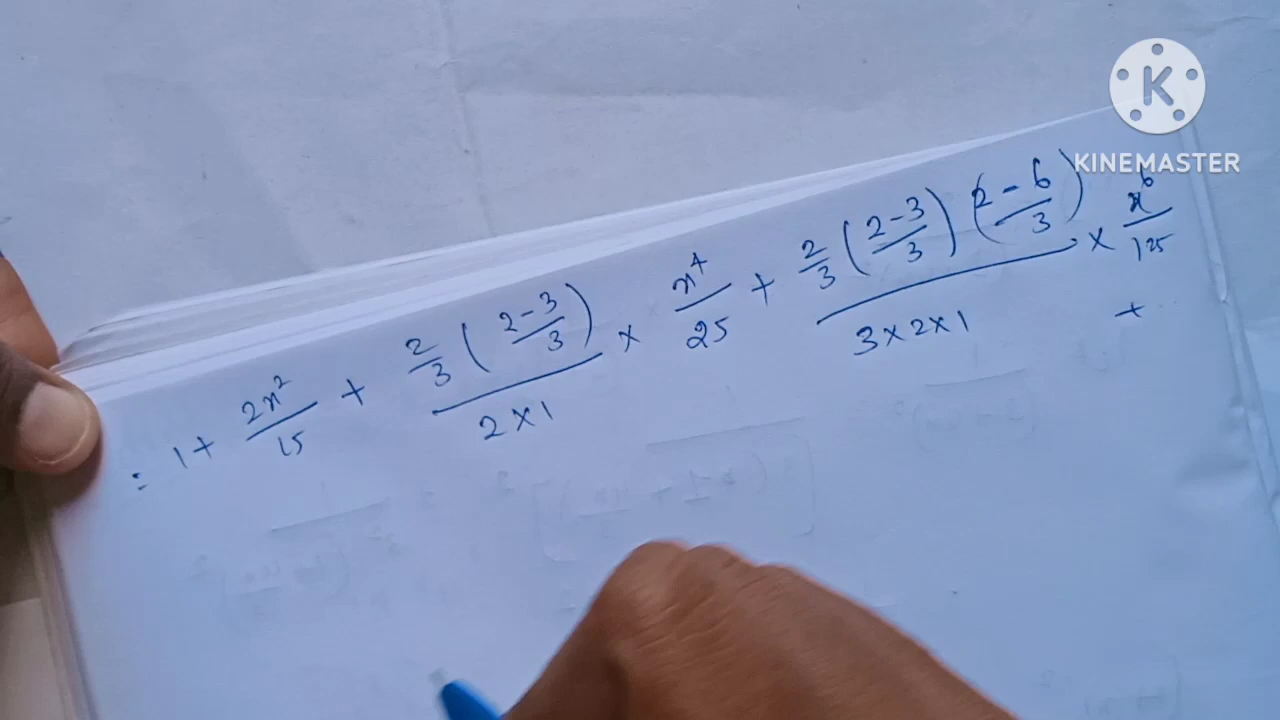 K
KINEMASTER
= 1 + 2x²/15 + (2/3 ((2-3)/3))/(2×1) × x⁴/25 + (2/3 ((2-3)/3) ((2-6)/3))/(3×2×1) × x⁶/125 +